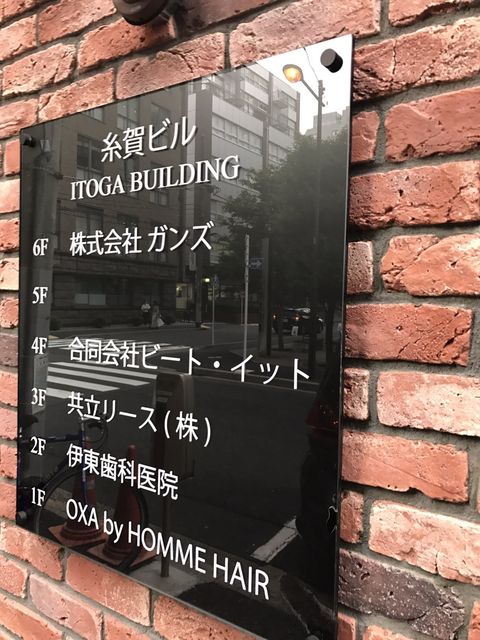 糸賀ビル
ITOGA BUILDING
6F 株式会社 ガンズ
5F
4F 合同会社ビート・イット
3F 共立リース(株)
2F 伊東歯科医院
1F OXA by HOMME HAIR